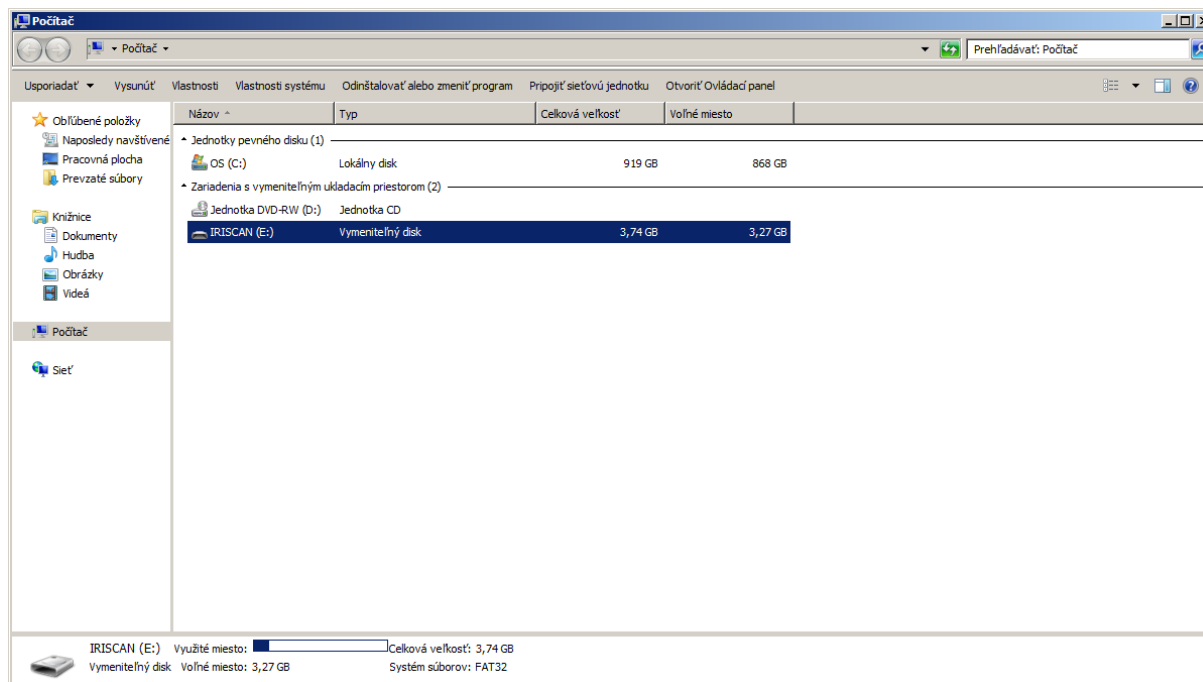 Počítač
Počítač
Prehľadávať: Počítač
Usporiadať Vysunúť Vlastnosti Vlastnosti systému Odinštalovať alebo zmeniť program Pripojiť sieťovú jednotku Otvoriť Ovládací panel
Obľúbené položky
Naposledy navštívené
Pracovná plocha
Prevzaté súbory
Knižnice
Dokumenty
Hudba
Obrázky
Videá
Počítač
Sieť
Názov Typ Celková veľkosť Voľné miesto
Jednotky pevného disku (1)
OS (C:) Lokálny disk 919 GB 868 GB
Zariadenia s vymeniteľným ukladacím priestorom (2)
Jednotka DVD-RW (D:) Jednotka CD
IRISCAN (E:) Vymeniteľný disk 3,74 GB 3,27 GB
IRISCAN (E:) Využité miesto: Celková veľkosť: 3,74 GB
Vymeniteľný disk Voľné miesto: 3,27 GB Systém súborov: FAT32